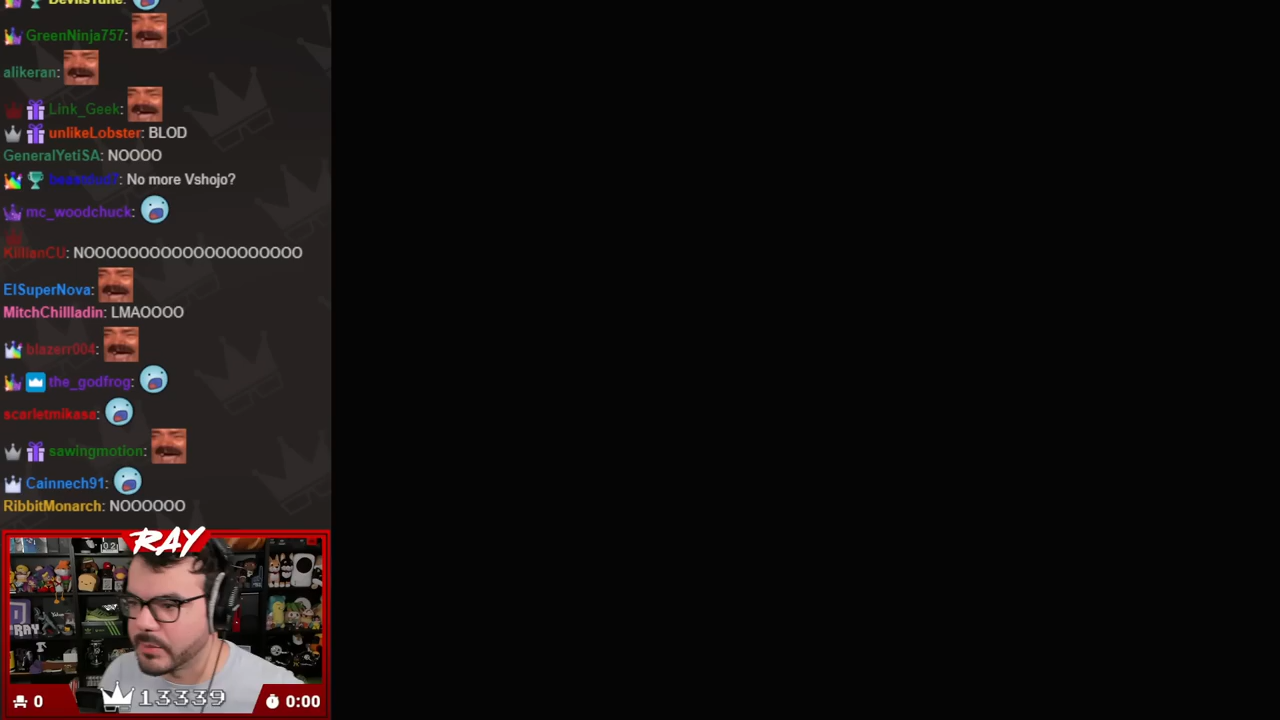 DevilsTune:
GreenNinja757:
alikeran:
Link_Geek:
unlikeLobster: BLOD
GeneralYetiSA: NOOOO
No more Vshojo?
mc_woodchuck:
KillianCU: NOOOOOOOOOOOOOOOOOOOO
ElSuperNova:
MitchChillladin: LMAOOOO
blazerr004:
the_godfrog:
scarletmikasa:
sawingmotion:
Cainnech91:
RibbitMonarch: NOOOOOO
RAY
0
13339
0:00